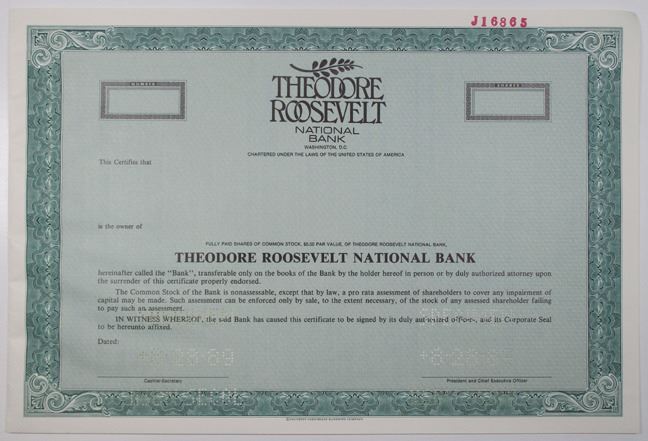 J16865
NUMBER
SHARES
THEODORE
ROOSEVELT
NATIONAL
BANK
WASHINGTON, D.C.
CHARTERED UNDER THE LAWS OF THE UNITED STATES OF AMERICA
This Certifies that
is the owner of
FULLY PAID SHARES OF COMMON STOCK, $5.00 PAR VALUE, OF THEODORE ROOSEVELT NATIONAL BANK,
THEODORE ROOSEVELT NATIONAL BANK
hereinafter called the "Bank", transferable only on the books of the Bank by the holder hereof in person or by duly authorized attorney upon
the surrender of this certificate properly endorsed.
The Common Stock of the Bank is nonassessable, except that by law, a pro rata assessment of shareholders to cover any impairment of
capital may be made. Such assessment can be enforced only by sale, to the extent necessary, of the stock of any assessed shareholder failing
to pay such an assessment.
IN WITNESS WHEREOF, the said Bank has caused this certificate to be signed by its duly authorized officers, and its Corporate Seal
to be hereunto affixed.
Dated:
Cashier-Secretary
President and Chief Executive Officer